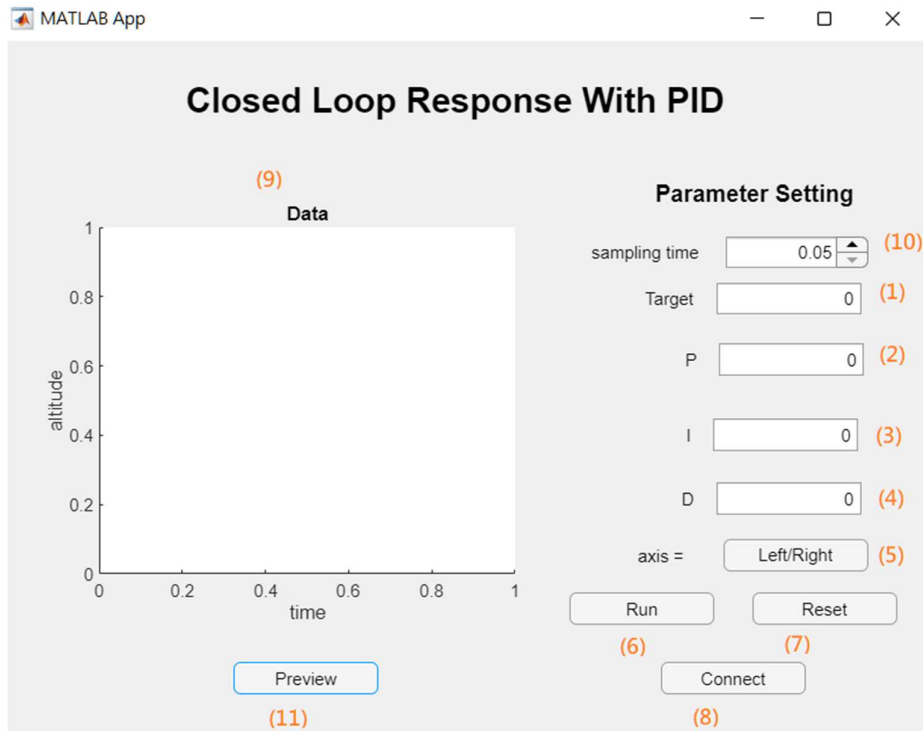 MATLAB App
Closed Loop Response With PID
(9)
Data
1
0.8
0.6
0.4
0.2
0
altitude
0 0.2 0.4 0.6 0.8 1
time
Preview
(11)
Parameter Setting
sampling time 0.05 (10)
Target 0 (1)
P 0 (2)
I 0 (3)
D 0 (4)
axis = Left/Right (5)
Run Reset
(6) (7)
Connect
(8)